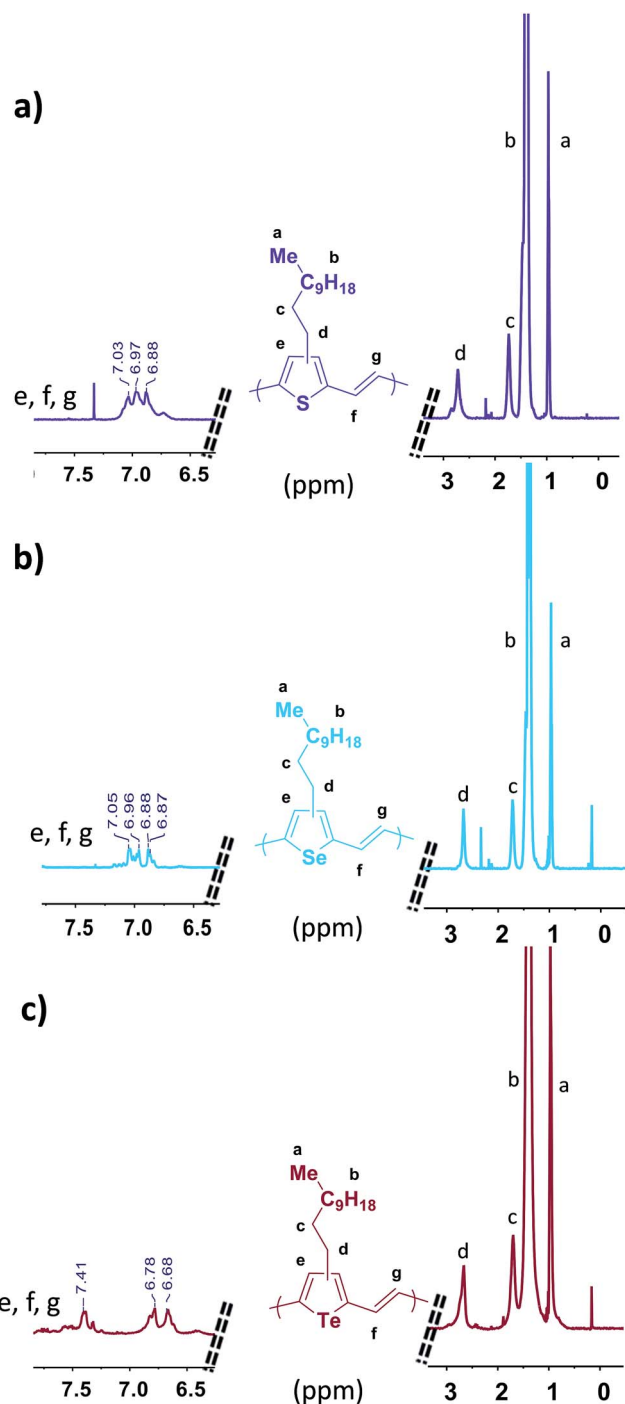 a)
b
a
a
b
Me
C₉H₁₈
c
d
e
g
S
f
c
d
7.03
6.97
6.88
e, f, g
7.5 7.0 6.5
(ppm)
3 2 1 0
b)
b
a
a
b
Me
C₉H₁₈
c
d
e
g
Se
f
c
d
7.05
6.96
6.88
6.87
e, f, g
7.5 7.0 6.5
(ppm)
3 2 1 0
c)
b
a
a
b
Me
C₉H₁₈
c
d
e
g
Te
f
c
d
7.41
6.78
6.68
e, f, g
7.5 7.0 6.5
(ppm)
3 2 1 0